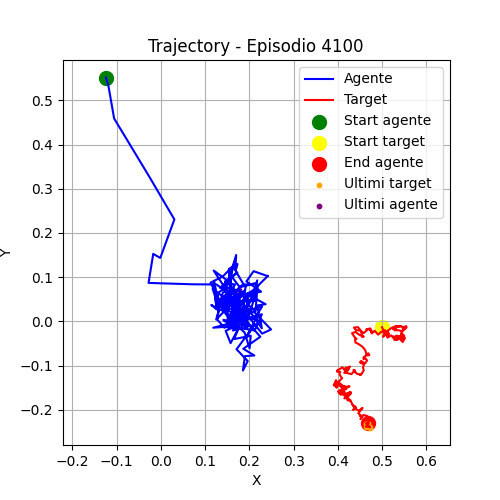 Trajectory - Episodio 4100
Agente
Target
Start agente
Start target
End agente
Ultimi target
Ultimi agente
Y
0.5
0.4
0.3
0.2
0.1
0.0
−0.1
−0.2
−0.2 −0.1 0.0 0.1 0.2 0.3 0.4 0.5 0.6
X